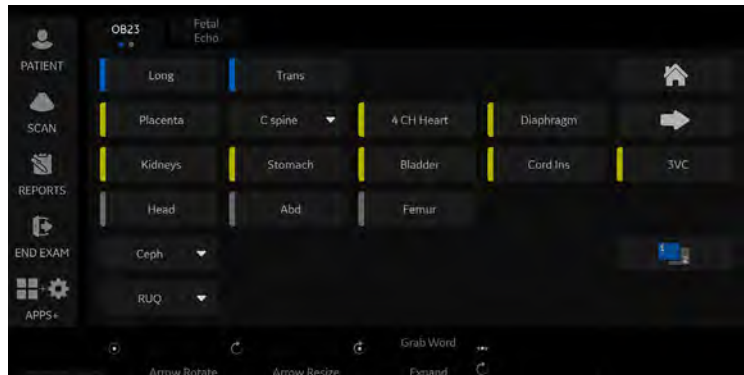 OB23
Fetal
Echo
PATIENT
Long
Trans
SCAN
Placenta
C spine
4 CH Heart
Diaphragm
REPORTS
Kidneys
Stomach
Bladder
Cord Ins
3VC
Head
Abd
Femur
END EXAM
Ceph
RUQ
APPS+
Grab Word
Arrow Rotate
Arrow Resize
Expand